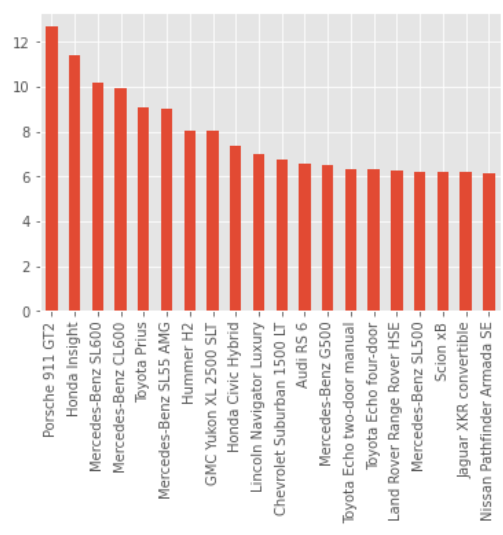 12
10
8
6
4
2
0
Porsche 911 GT2
Honda Insight
Mercedes-Benz SL600
Mercedes-Benz CL600
Toyota Prius
Mercedes-Benz SL55 AMG
Hummer H2
GMC Yukon XL 2500 SLT
Honda Civic Hybrid
Lincoln Navigator Luxury
Chevrolet Suburban 1500 LT
Audi RS 6
Mercedes-Benz G500
Toyota Echo two-door manual
Toyota Echo four-door
Land Rover Range Rover HSE
Mercedes-Benz SL500
Scion xB
Jaguar XKR convertible
Nissan Pathfinder Armada SE